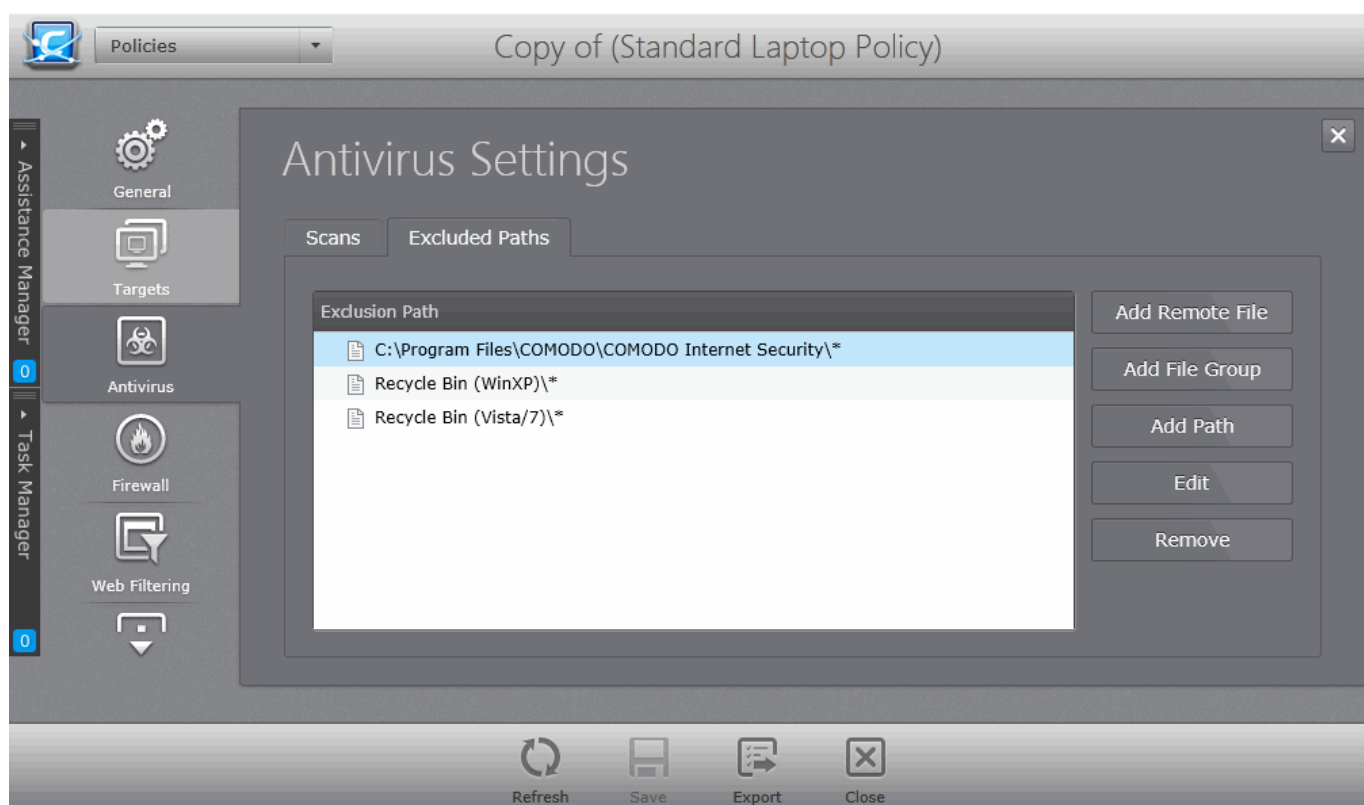 Policies
Copy of (Standard Laptop Policy)
Assistance Manager
0
Task Manager
0
General
Targets
Antivirus
Firewall
Web Filtering
Antivirus Settings
Scans
Excluded Paths
Exclusion Path
C:\Program Files\COMODO\COMODO Internet Security\*
Recycle Bin (WinXP)\*
Recycle Bin (Vista/7)\*
Add Remote File
Add File Group
Add Path
Edit
Remove
Refresh
Save
Export
Close